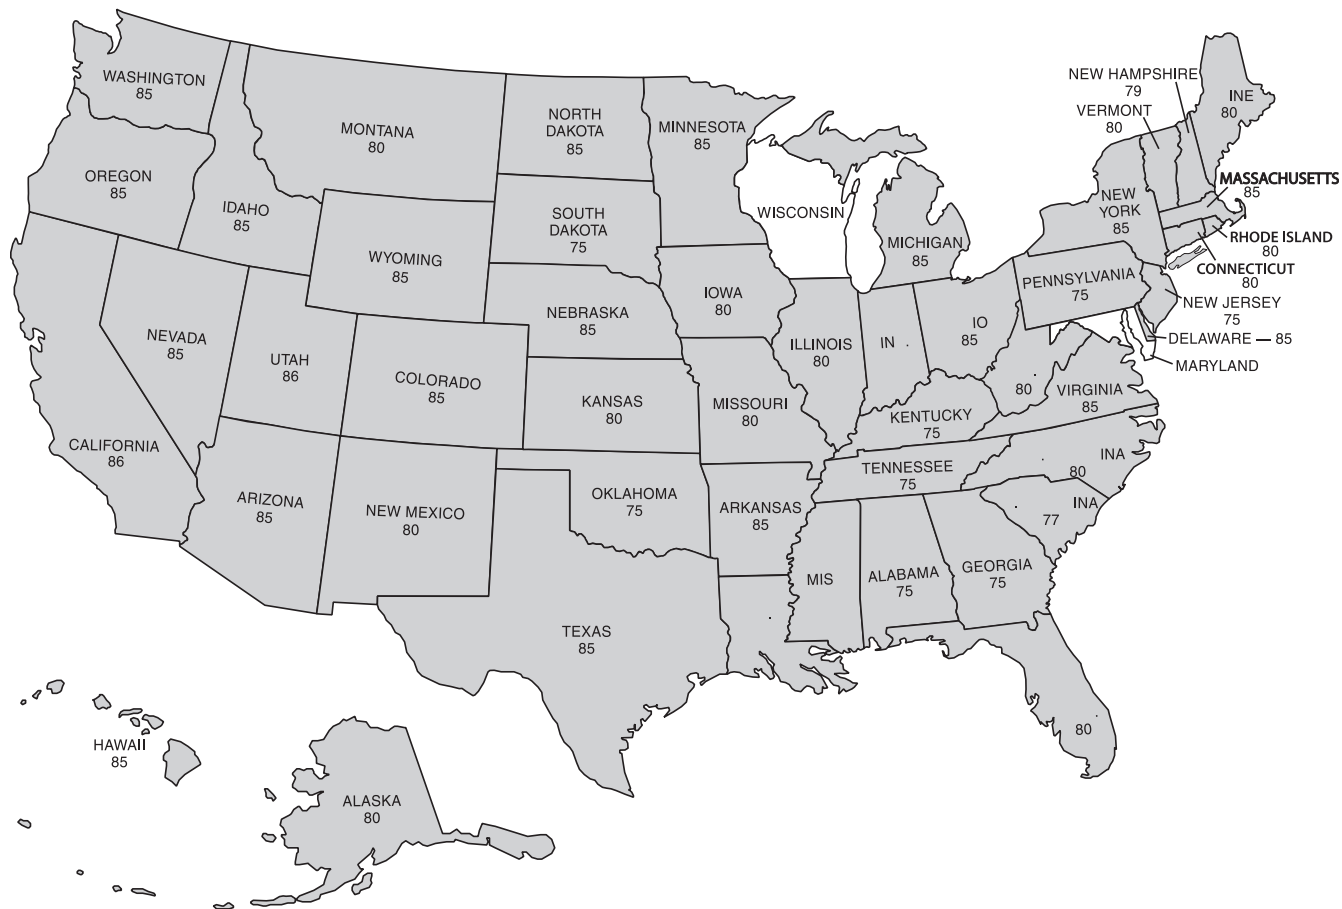 WASHINGTON
85
OREGON
85
CALIFORNIA
86
NEVADA
85
IDAHO
85
MONTANA
80
WYOMING
85
UTAH
86
COLORADO
85
ARIZONA
85
NEW MEXICO
80
NORTH
DAKOTA
85
SOUTH
DAKOTA
75
NEBRASKA
85
KANSAS
80
OKLAHOMA
75
TEXAS
85
MINNESOTA
85
IOWA
80
MISSOURI
80
ARKANSAS
85
WISCONSIN
ILLINOIS
80
MICHIGAN
85
IN
IO
85
KENTUCKY
75
TENNESSEE
75
MIS
ALABAMA
75
GEORGIA
75
80
77
INA
INA
80
VIRGINIA
85
80
PENNSYLVANIA
75
NEW
YORK
85
VERMONT
80
NEW HAMPSHIRE
79
INE
80
MASSACHUSETTS
85
RHODE ISLAND
80
CONNECTICUT
80
NEW JERSEY
75
DELAWARE — 85
MARYLAND
HAWAII
85
ALASKA
80